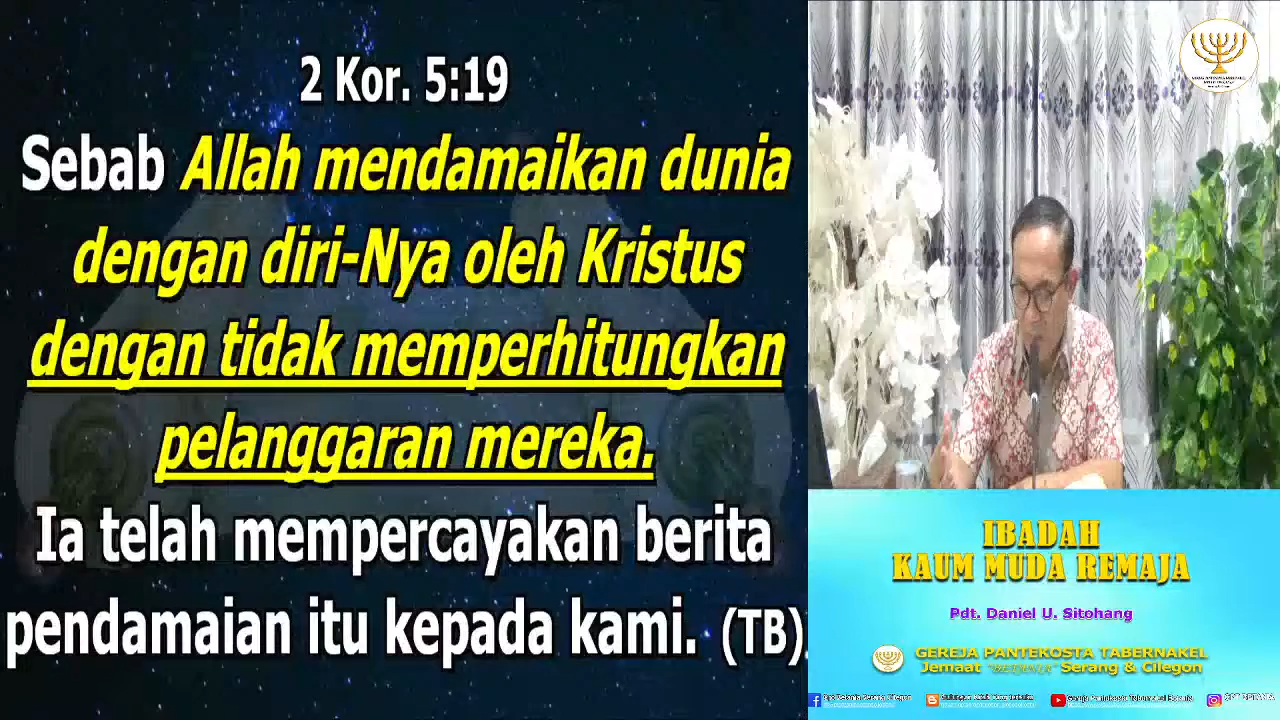 2 Kor. 5:19
Sebab Allah mendamaikan dunia
dengan diri-Nya oleh Kristus
dengan tidak memperhitungkan
pelanggaran mereka.
Ia telah mempercayakan berita
pendamaian itu kepada kami. (TB)
IBADAH
KAUM MUDA REMAJA
Pdt. Daniel U. Sitohang
GEREJA PANTEKOSTA TABERNAKEL
Jemaat "BETANIA" Serang & Cilegon